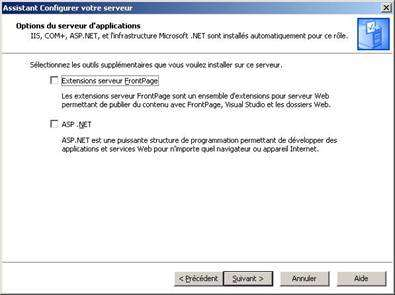 Assistant Configurer votre serveur
Options du serveur d'applications
IIS, COM+, ASP.NET, et l'infrastructure Microsoft .NET sont installés automatiquement pour ce rôle.
Sélectionnez les outils supplémentaires que vous voulez installer sur ce serveur.
Extensions serveur FrontPage
Les extensions serveur FrontPage sont un ensemble d'extensions pour serveur Web
permettant de publier du contenu avec FrontPage, Visual Studio et les dossiers Web.
ASP .NET
ASP.NET est une puissante structure de programmation permettant de développer des
applications et services Web pour n'importe quel navigateur ou appareil Internet.
< Précédent Suivant > Annuler Aide